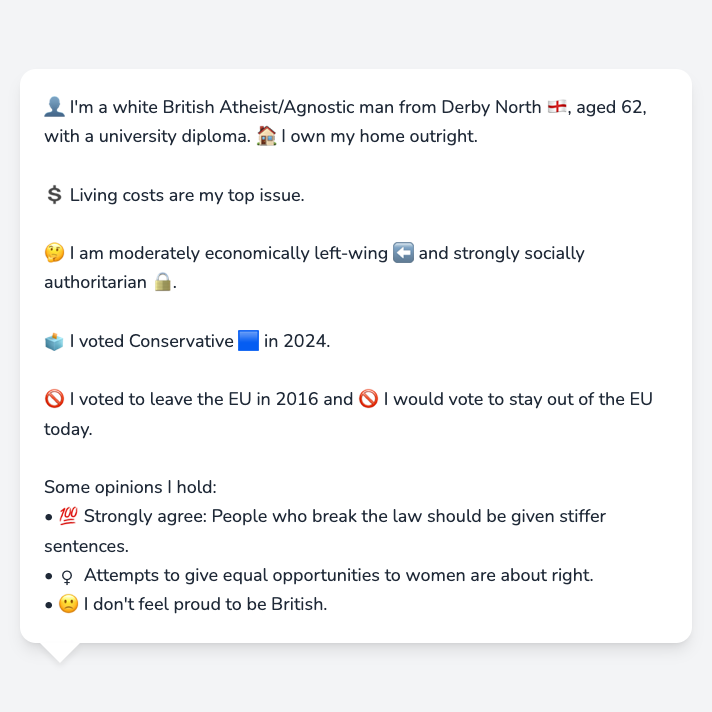 👤 I'm a white British Atheist/Agnostic man from Derby North 🏴󠁧󠁢󠁥󠁮󠁧󠁿, aged 62,
with a university diploma. 🏠 I own my home outright.
💲 Living costs are my top issue.
🤔 I am moderately economically left-wing ⬅️ and strongly socially
authoritarian 🔒.
🗳️ I voted Conservative 🟦 in 2024.
🚫 I voted to leave the EU in 2016 and 🚫 I would vote to stay out of the EU
today.
Some opinions I hold:
• 💯 Strongly agree: People who break the law should be given stiffer
sentences.
• ♀ Attempts to give equal opportunities to women are about right.
• 🙁 I don't feel proud to be British.